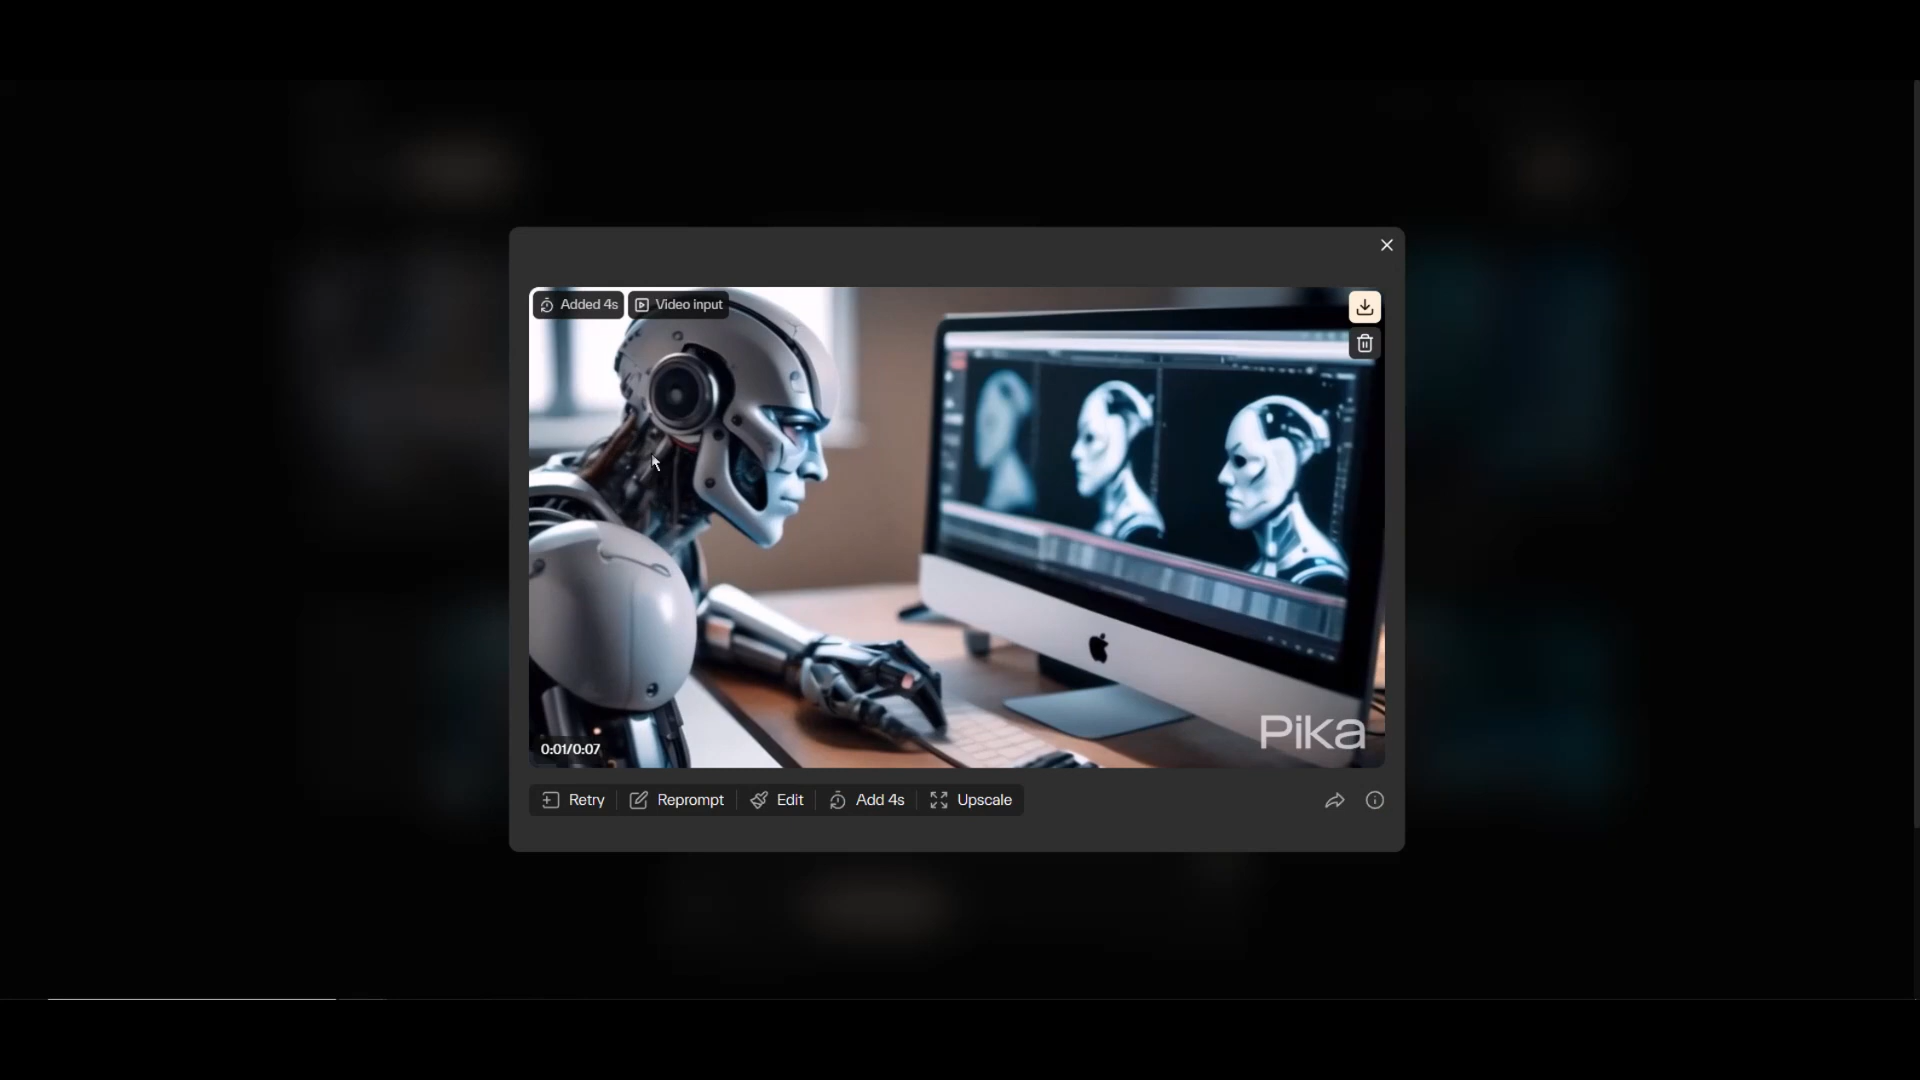 Added 4s
Video input
Pika
0:01/0:07
Retry
Reprompt
Edit
Add 4s
Upscale